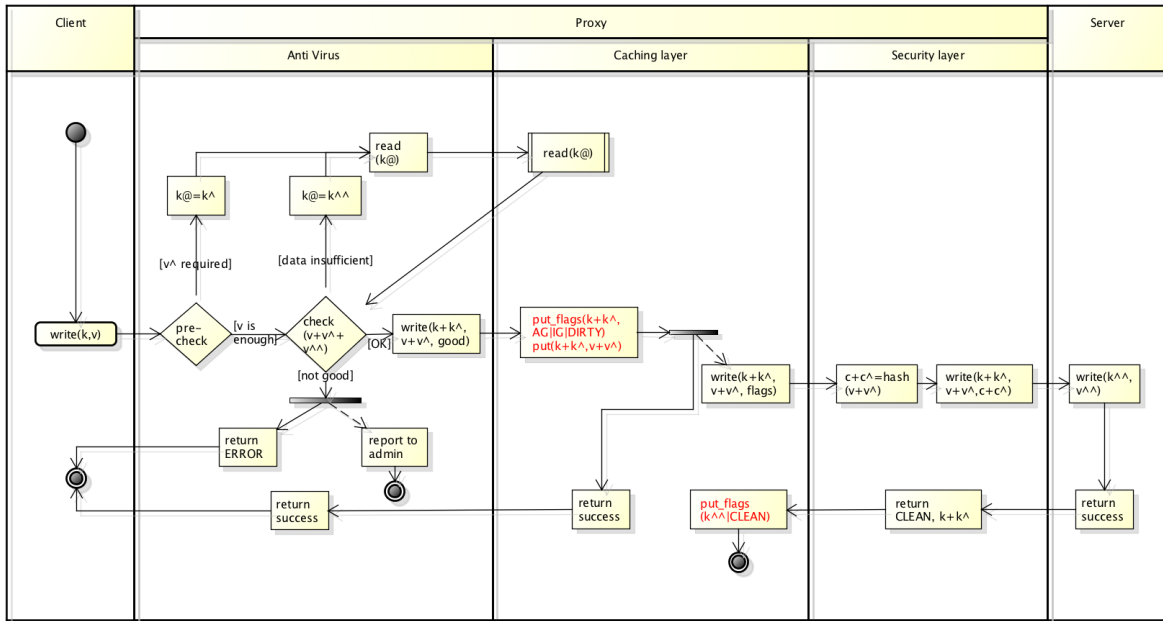 Client
Proxy
Server
Anti Virus
Caching layer
Security layer
read
(k@)
read(k@)
k@=k^
k@=k^^
[v^ required]
[data insufficient]
write(k,v)
pre-
check
[v is
enough]
check
(v+v^+
v^^)
[OK]
write(k+k^,
v+v^, good)
put_flags(k+k^,
AG|IG|DIRTY)
put(k+k^,v+v^)
[not good]
write(k+k^,
v+v^, flags)
c+c^=hash
(v+v^)
write(k+k^,
v+v^,c+c^)
write(k^^,
v^^)
return
ERROR
report to
admin
return
success
return
success
put_flags
(k^^|CLEAN)
return
CLEAN, k+k^
return
success